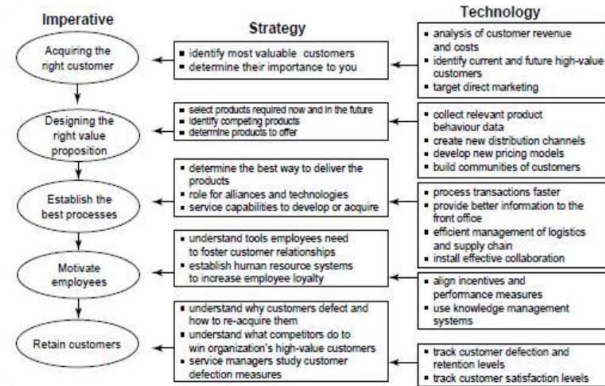 Imperative
Strategy
Technology
Acquiring the
right customer
▪ identify most valuable customers
▪ determine their importance to you
▪ analysis of customer revenue
and costs
▪ identify current and future high-value
customers
▪ target direct marketing
Designing the
right value
proposition
▪ select products required now and in the future
▪ identify competing products
▪ determine products to offer
▪ collect relevant product
behaviour data
▪ create new distribution channels
▪ develop new pricing models
▪ build communities of customers
Establish the
best processes
▪ determine the best way to deliver the
products
▪ role for alliances and technologies
▪ service capabilities to develop or acquire
▪ process transactions faster
▪ provide better information to the
front office
▪ efficient management of logistics
and supply chain
▪ install effective collaboration
Motivate
employees
▪ understand tools employees need
to foster customer relationships
▪ establish human resource systems
to increase employee loyalty
▪ align incentives and
performance measures
▪ use knowledge management
systems
Retain customers
▪ understand why customers defect and
how to re-acquire them
▪ understand what competitors do to
win organization's high-value customers
▪ service managers study customer
defection measures
▪ track customer defection and
retention levels
▪ track customer satisfaction levels